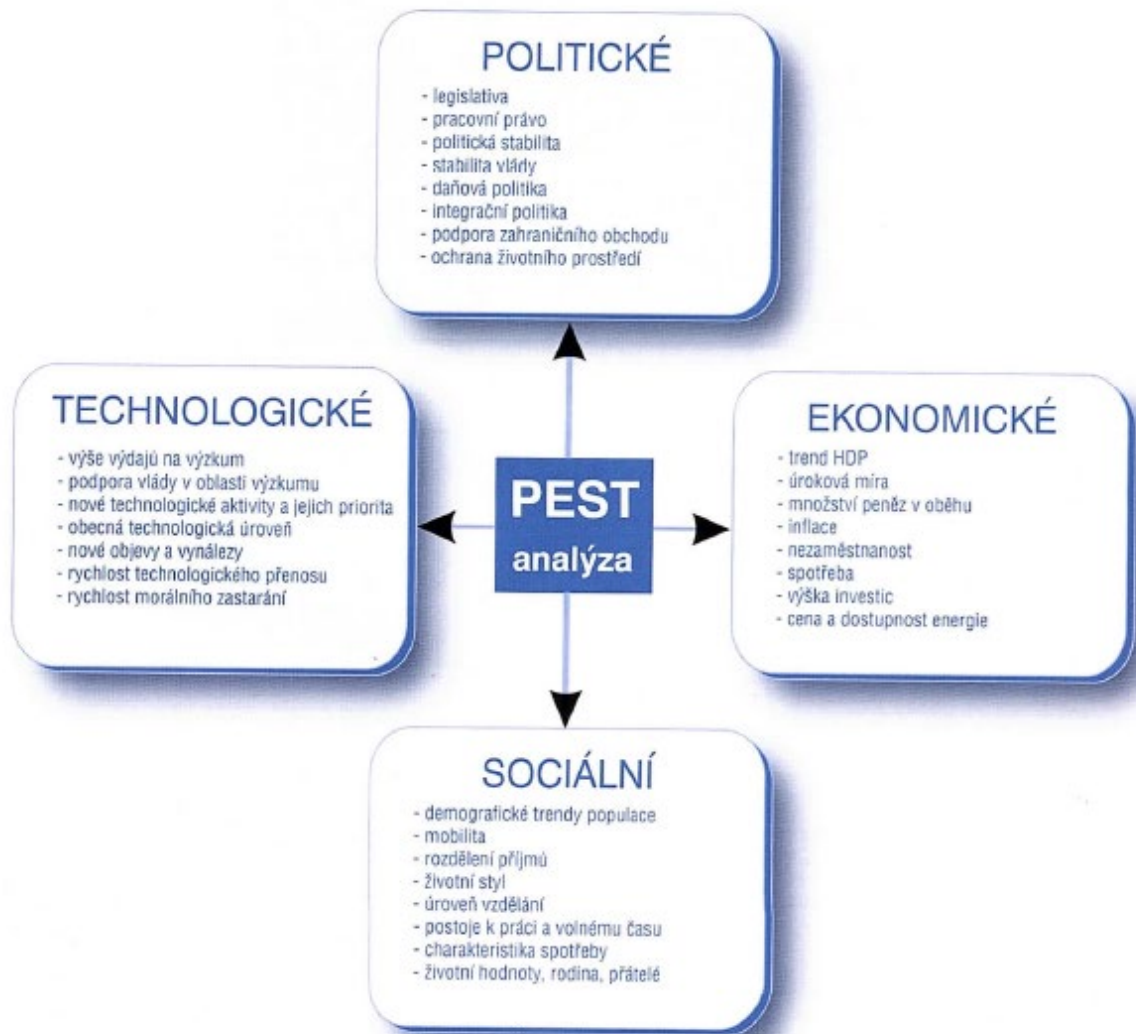 POLITICKÉ
- legislativa
- pracovní právo
- politická stabilita
- stabilita vlády
- daňová politika
- integrační politika
- podpora zahraničního obchodu
- ochrana životního prostředí
TECHNOLOGICKÉ
- výše výdajů na výzkum
- podpora vlády v oblasti výzkumu
- nové technologické aktivity a jejich priorita
- obecná technologická úroveň
- nové objevy a vynálezy
- rychlost technologického přenosu
- rychlost morálního zastarání
PEST
analýza
EKONOMICKÉ
- trend HDP
- úroková míra
- množství peněz v oběhu
- inflace
- nezaměstnanost
- spotřeba
- výška investic
- cena a dostupnost energie
SOCIÁLNÍ
- demografické trendy populace
- mobilita
- rozdělení příjmů
- životní styl
- úroveň vzdělání
- postoje k práci a volnému času
- charakteristika spotřeby
- životní hodnoty, rodina, přátelé